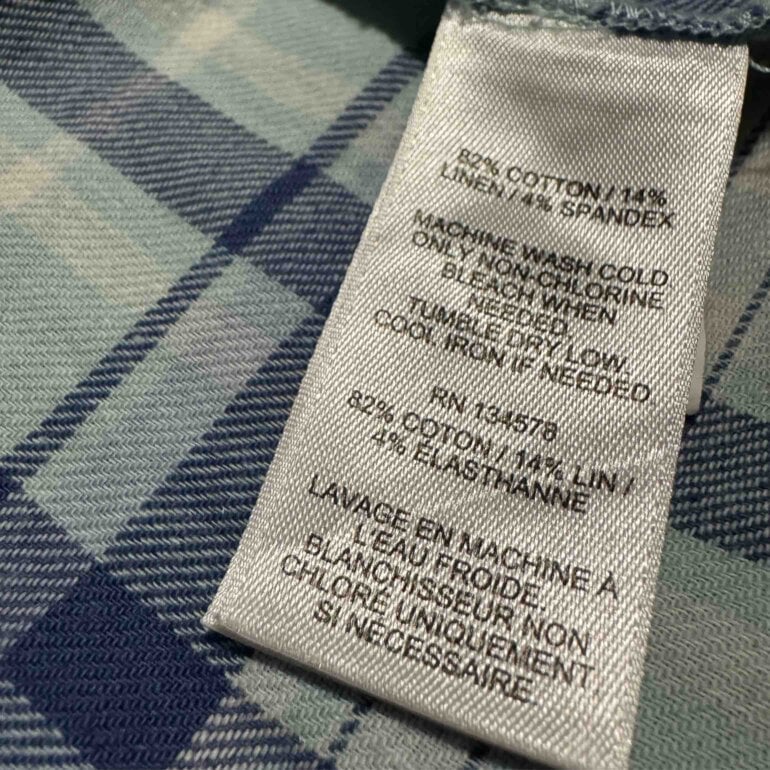 82% COTTON / 14%
LINEN / 4% SPANDEX
MACHINE WASH COLD
ONLY NON-CHLORINE
BLEACH WHEN
NEEDED
TUMBLE DRY LOW.
COOL IRON IF NEEDED
RN 134578
82% COTON / 14% LIN /
4% ELASTHANNE
LAVAGE EN MACHINE À
L'EAU FROIDE.
BLANCHISSEUR NON
CHLORÉ UNIQUEMENT
SI NECESSAIRE.